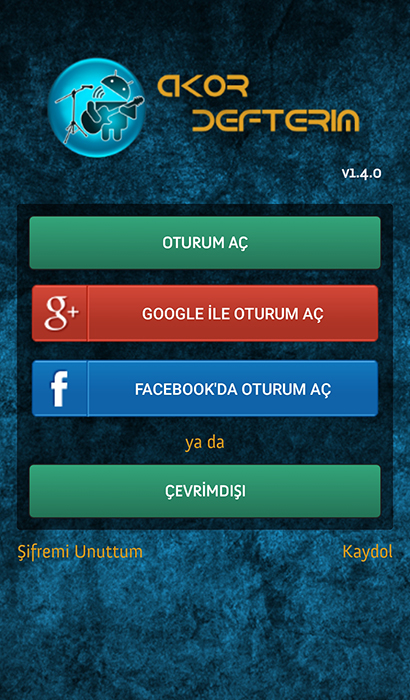 AKOR
DEFTERIM
v1.4.0
OTURUM AÇ
g+ GOOGLE İLE OTURUM AÇ
f FACEBOOK'DA OTURUM AÇ
ya da
ÇEVRİMDIŞI
Şifremi Unuttum Kaydol